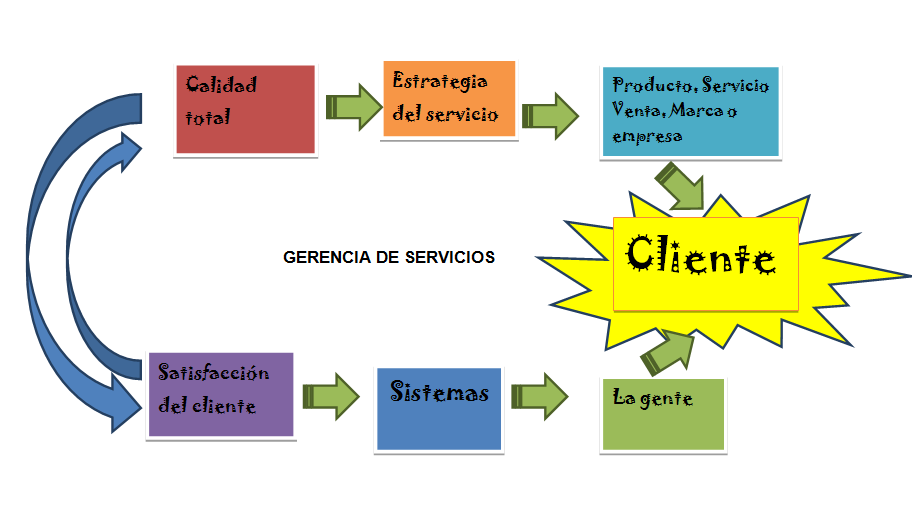 Calidad
total
Estrategia
del servicio
Producto, Servicio
Venta, Marca o
empresa
GERENCIA DE SERVICIOS
Cliente
Satisfacción
del cliente
Sistemas
La gente